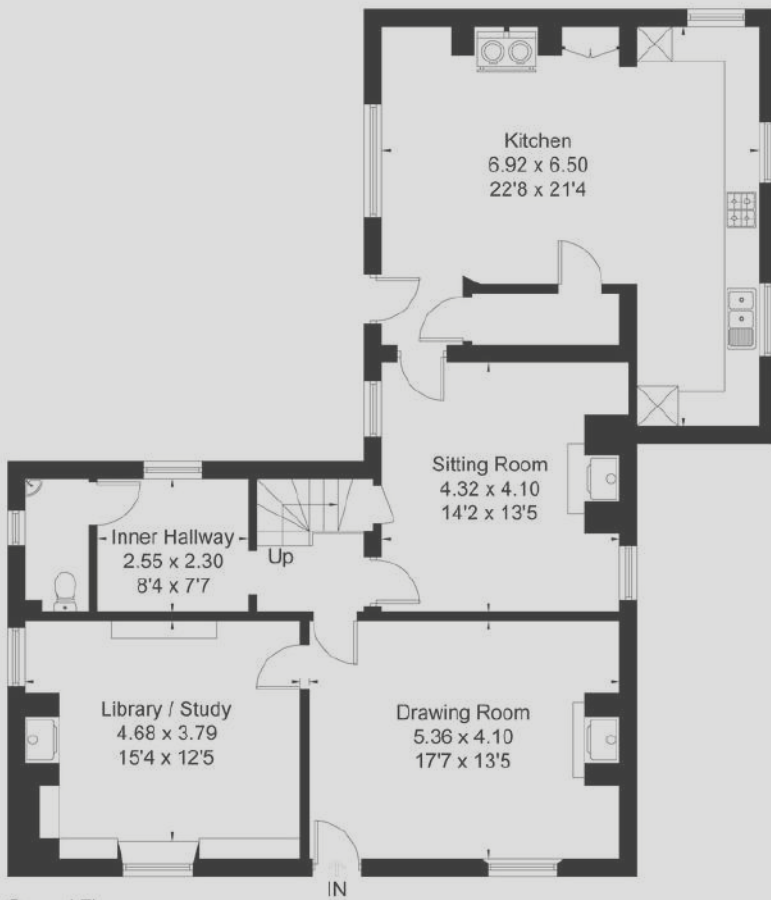 Kitchen
6.92 x 6.50
22'8 x 21'4
Sitting Room
4.32 x 4.10
14'2 x 13'5
Inner Hallway
2.55 x 2.30
8'4 x 7'7
Up
Library / Study
4.68 x 3.79
15'4 x 12'5
Drawing Room
5.36 x 4.10
17'7 x 13'5
IN